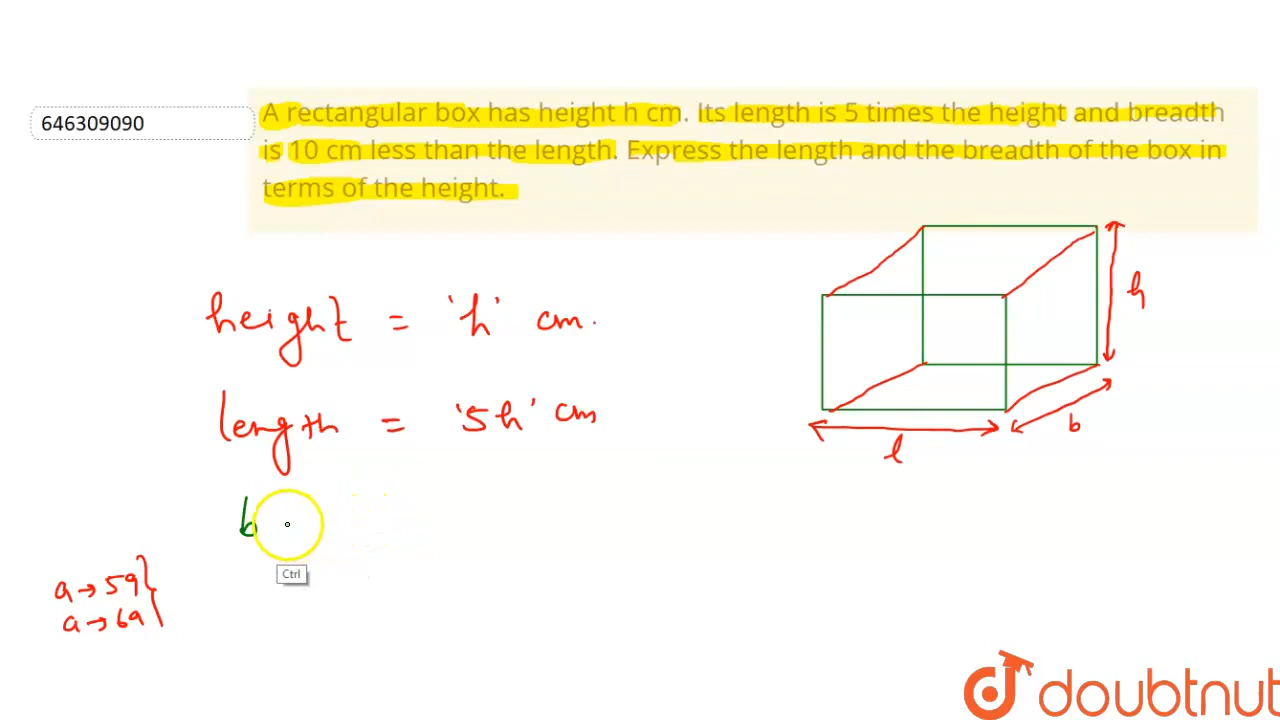 646309090
A rectangular box has height h cm. Its length is 5 times the height and breadth
is 10 cm less than the length. Express the length and the breadth of the box in
terms of the height.
height = 'h' cm.
length = '5h' cm
b
Ctrl
a→5a
a→6a
h
b
l
doubtnut